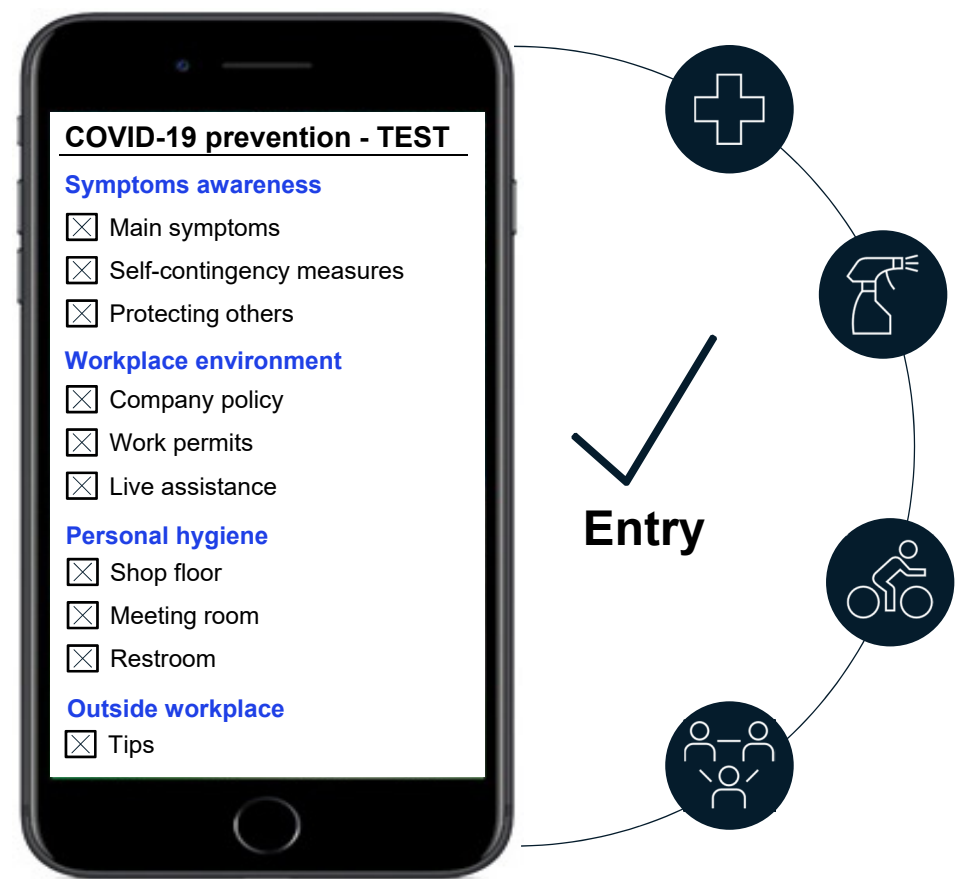 COVID-19 prevention - TEST
Symptoms awareness
Main symptoms
Self-contingency measures
Protecting others
Workplace environment
Company policy
Work permits
Live assistance
Personal hygiene
Shop floor
Meeting room
Restroom
Outside workplace
Tips
Entry